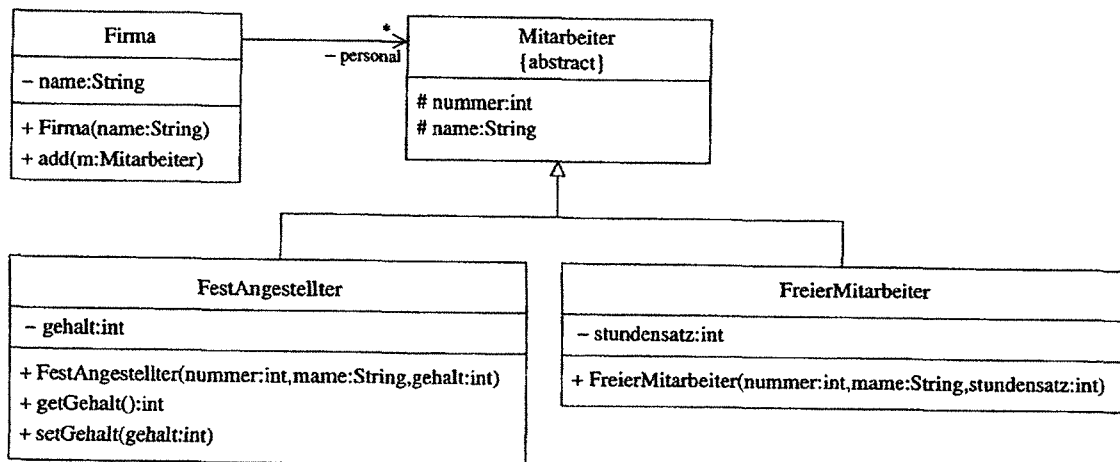 Firma
– name:String
+ Firma(name:String)
+ add(m:Mitarbeiter)
*
– personal
Mitarbeiter
{abstract}
# nummer:int
# name:String
FestAngestellter
– gehalt:int
+ FestAngestellter(nummer:int,mame:String,gehalt:int)
+ getGehalt():int
+ setGehalt(gehalt:int)
FreierMitarbeiter
– stundensatz:int
+ FreierMitarbeiter(nummer:int,mame:String,stundensatz:int)